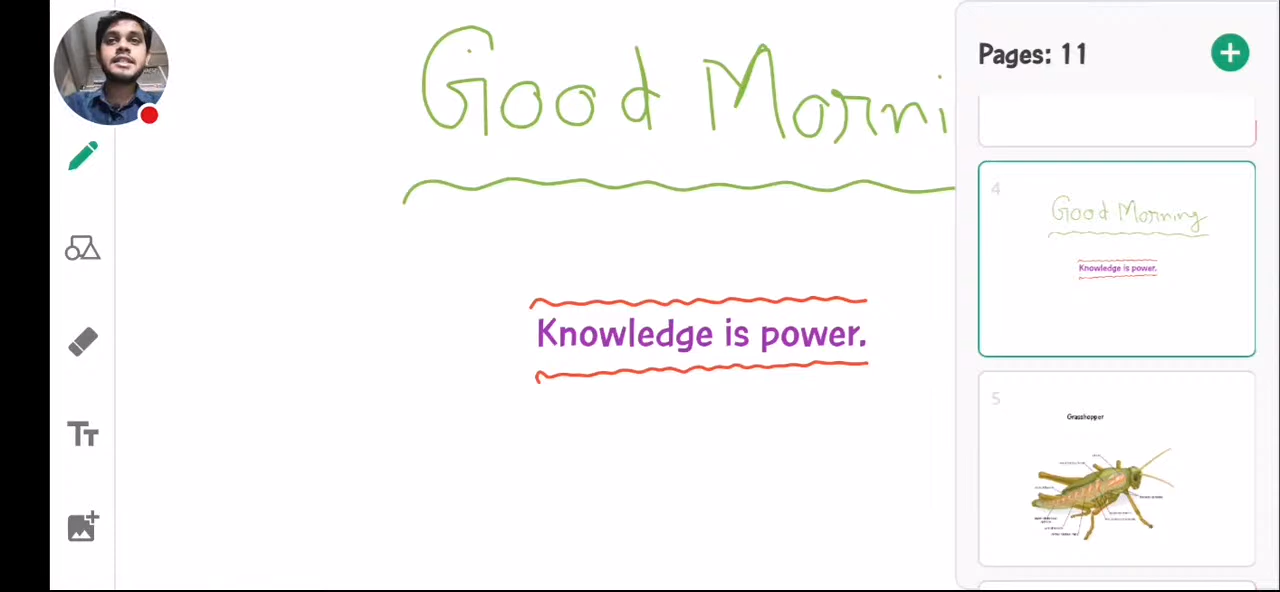 Good Morni
Knowledge is power.
Pages: 11
4
Good Morning
Knowledge is power.
5
Grasshopper